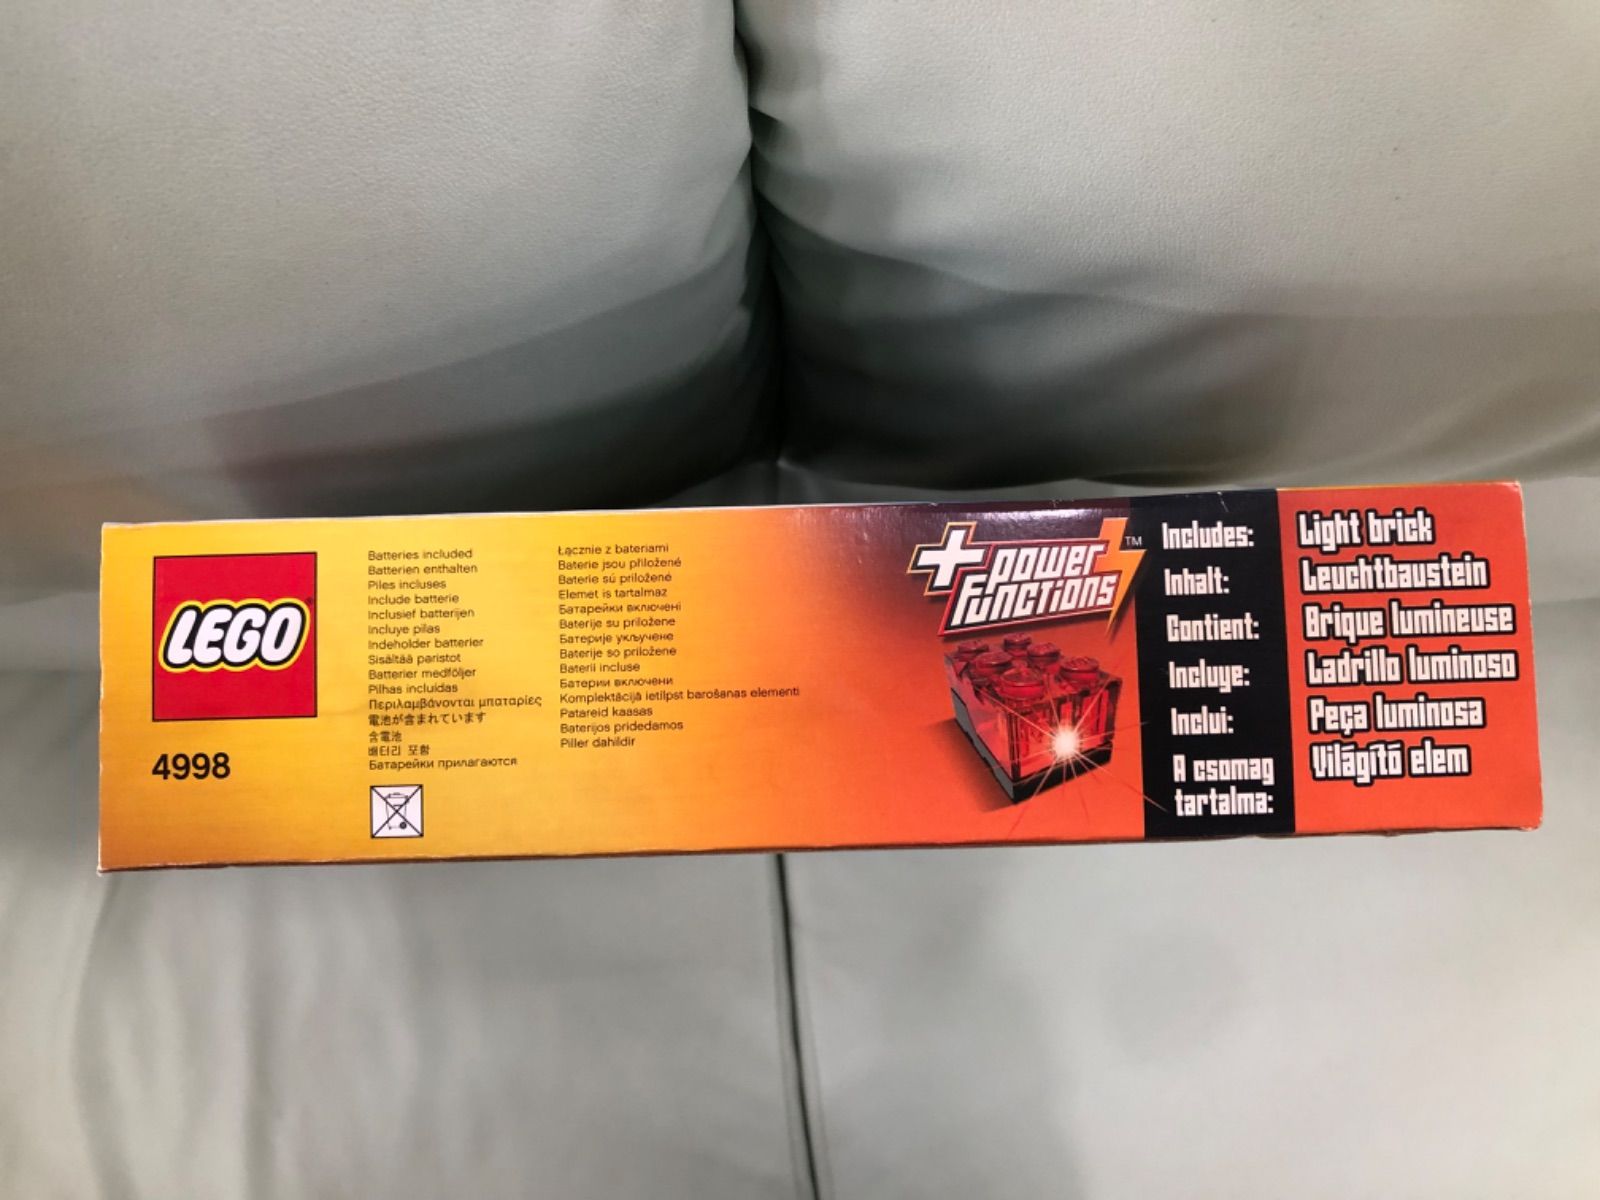 LEGO®
4998
Batteries included
Batterien enthalten
Piles incluses
Include batterie
Inclusief batterijen
Incluye pilas
Indeholder batterier
Sisältää paristot
Batterier medföljer
Pilhas incluídas
Περιλαμβάνονται μπαταρίες
電池が含まれています
含電池
배터리 포함
Батарейки прилагаются
Łącznie z bateriami
Baterie jsou přiložené
Baterie sú priložené
Elemet is tartalmaz
Батарейки включені
Baterije su priložene
Батерије укључене
Baterije so priložene
Baterii incluse
Батерии включени
Komplektācijā ietilpst barošanas elementi
Patareid kaasas
Baterijos pridedamos
Piller dahildir
+power
Functions
TM
Includes: Light brick
Inhalt: Leuchtbaustein
Contient: Brique lumineuse
Incluye: Ladrillo luminoso
Inclui: Peça luminosa
A csomag Világító elem
tartalma: